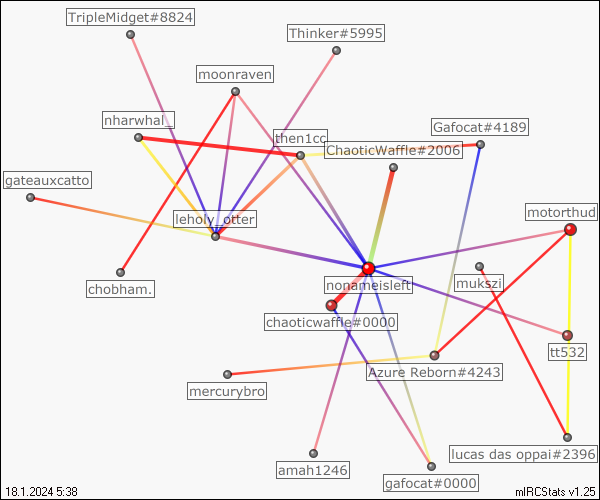 TripleMidget#8824
Thinker#5995
moonraven
nharwhal_
then1cc
Gafocat#4189
ChaoticWaffle#2006
gateauxcatto
leholy_otter
motorthud
chobham.
nonameisleft
mukszi
chaoticwaffle#0000
tt532
Azure Reborn#4243
mercurybro
lucas das oppai#2396
amah1246
gafocat#0000
18.1.2024 5:38
mIRCStats v1.25